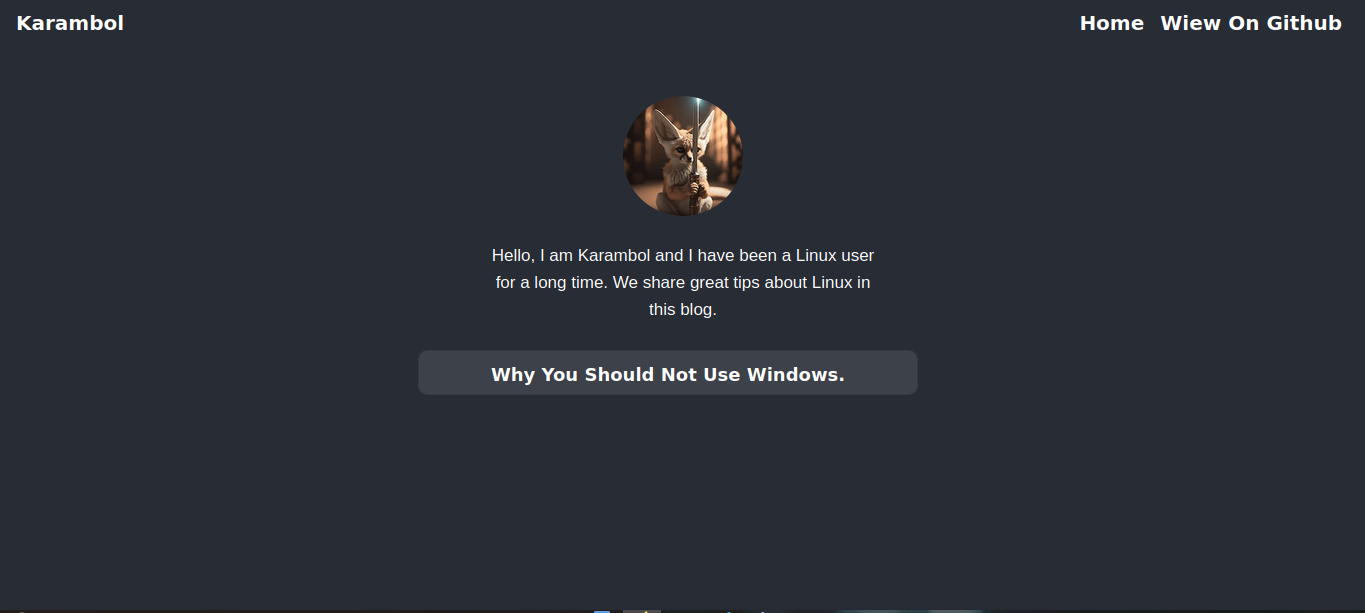 Karambol
Home Wiew On Github
Hello, I am Karambol and I have been a Linux user
for a long time. We share great tips about Linux in
this blog.
Why You Should Not Use Windows.